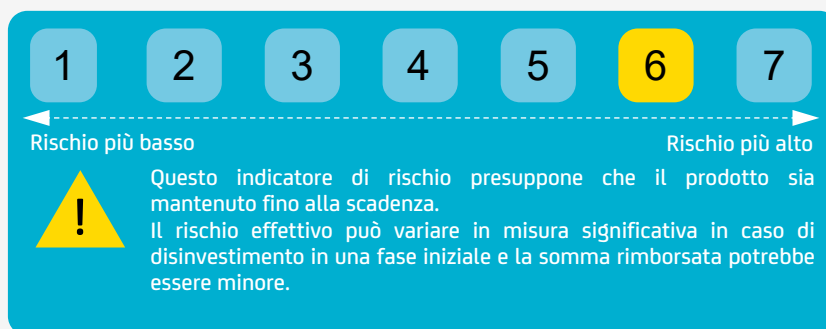 1 2 3 4 5 6 7
Rischio più basso Rischio più alto
!
Questo indicatore di rischio presuppone che il prodotto sia
mantenuto fino alla scadenza.
Il rischio effettivo può variare in misura significativa in caso di
disinvestimento in una fase iniziale e la somma rimborsata potrebbe
essere minore.